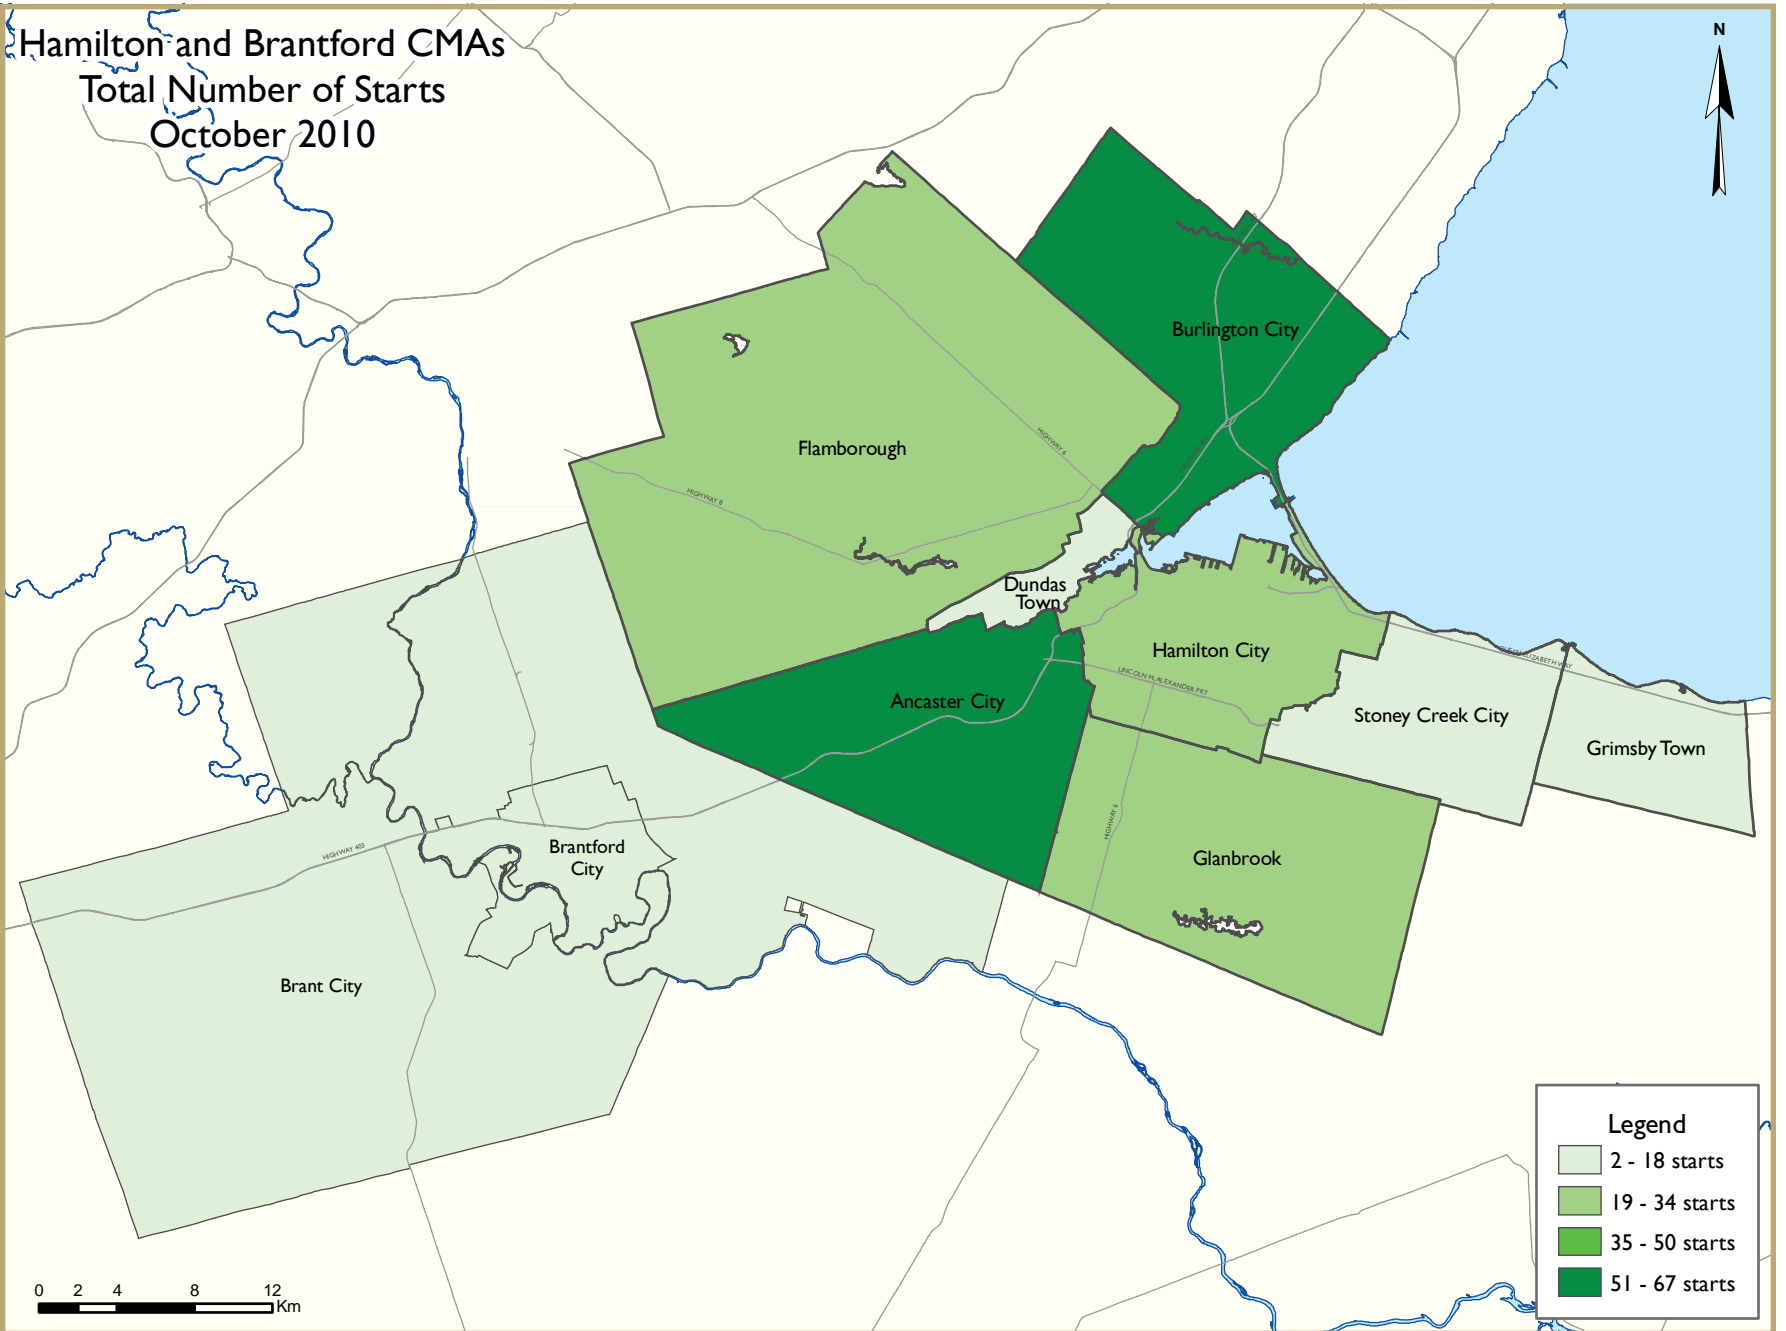 Hamilton and Brantford CMAs
Total Number of Starts
October 2010
N
Burlington City
Flamborough
HIGHWAY 6
HIGHWAY 8
Dundas
Town
Hamilton City
LINCOLN M. ALEXANDER PKY
QUEEN ELIZABETH WAY
Ancaster City
Stoney Creek City
Grimsby Town
HIGHWAY 6
Glanbrook
HIGHWAY 403
Brantford
City
Brant City
Legend
2 - 18 starts
19 - 34 starts
35 - 50 starts
51 - 67 starts
0 2 4 8 12
Km